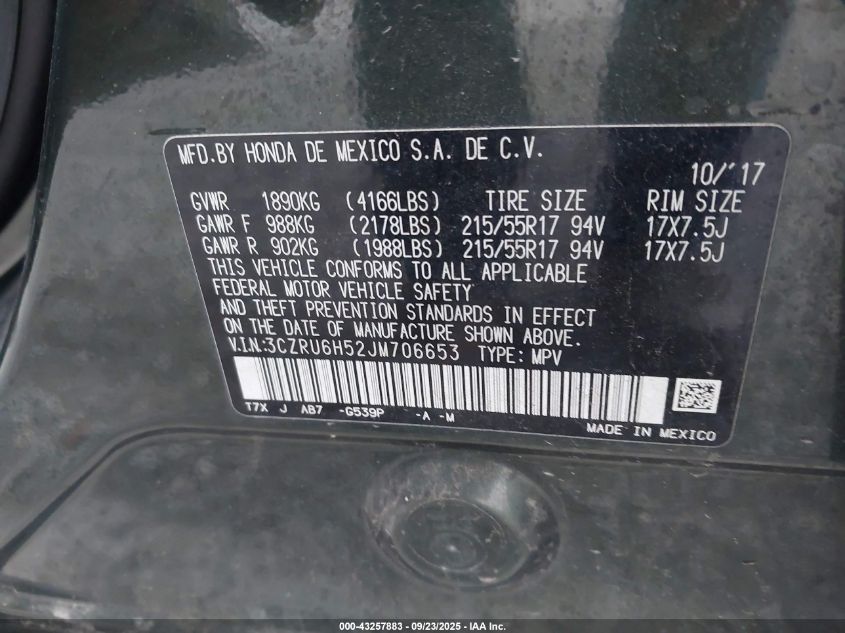 MFD.BY HONDA DE MEXICO S.A. DE C.V.
10/'17
GVWR 1890KG (4166LBS) TIRE SIZE RIM SIZE
GAWR F 988KG (2178LBS) 215/55R17 94V 17X7.5J
GAWR R 902KG (1988LBS) 215/55R17 94V 17X7.5J
THIS VEHICLE CONFORMS TO ALL APPLICABLE
FEDERAL MOTOR VEHICLE SAFETY
AND THEFT PREVENTION STANDARDS IN EFFECT
ON THE DATE OF MANUFACTURE SHOWN ABOVE.
V.I.N:3CZRU6H52JM706653 TYPE: MPV
T7X J AB7 -G539P -A -M
MADE IN MEXICO
000-43257883 - 09/23/2025 - IAA Inc.